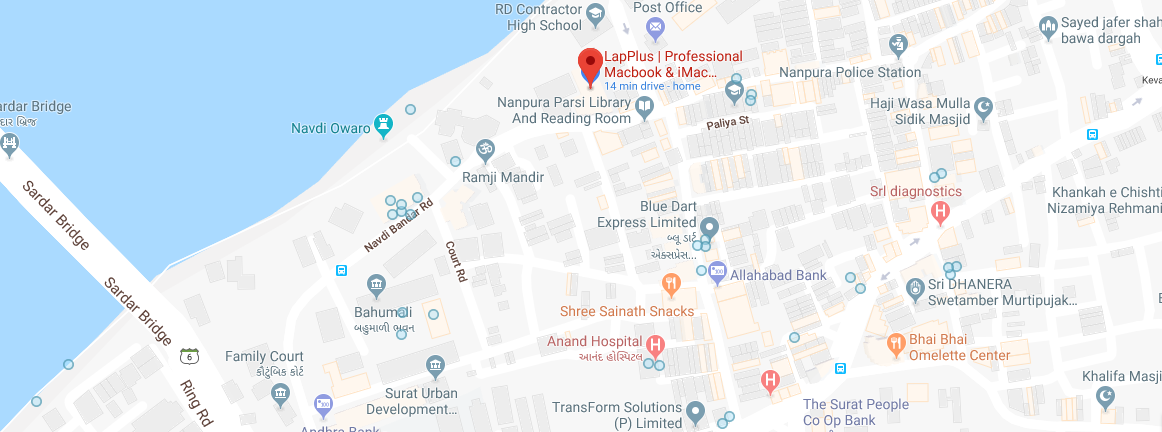 RD Contractor
High School
Post Office
LapPlus | Professional
Macbook & iMac...
14 min drive - home
Sayed jafer shah
bawa dargah
Nanpura Police Station
Keva
Sardar Bridge
દાર બ્રિજ
Navdi Owaro
Nanpura Parsi Library
And Reading Room
Paliya St
Haji Wasa Mulla
Sidik Masjid
Ramji Mandir
Srl diagnostics
Khankah e Chishti
Nizamiya Rehmani
Sardar Bridge
Navdi Bandar Rd
Blue Dart
Express Limited
બ્લૂ ડાર્ટ
એક્સપ્રેસ...
Court Rd
Allahabad Bank
Sardar Bridge
Bahumali
બહુમાળી ભવન
Shree Sainath Snacks
Sri DHANERA
Swetamber Murtipujak...
6
Anand Hospital
આનંદ હોસ્પિટલ
Bhai Bhai
Omelette Center
Family Court
કૌટુંબિક કોર્ટ
Ring Rd
Surat Urban
Development...
Khalifa Masji
TransForm Solutions
(P) Limited
The Surat People
Co Op Bank
Andhra Bank